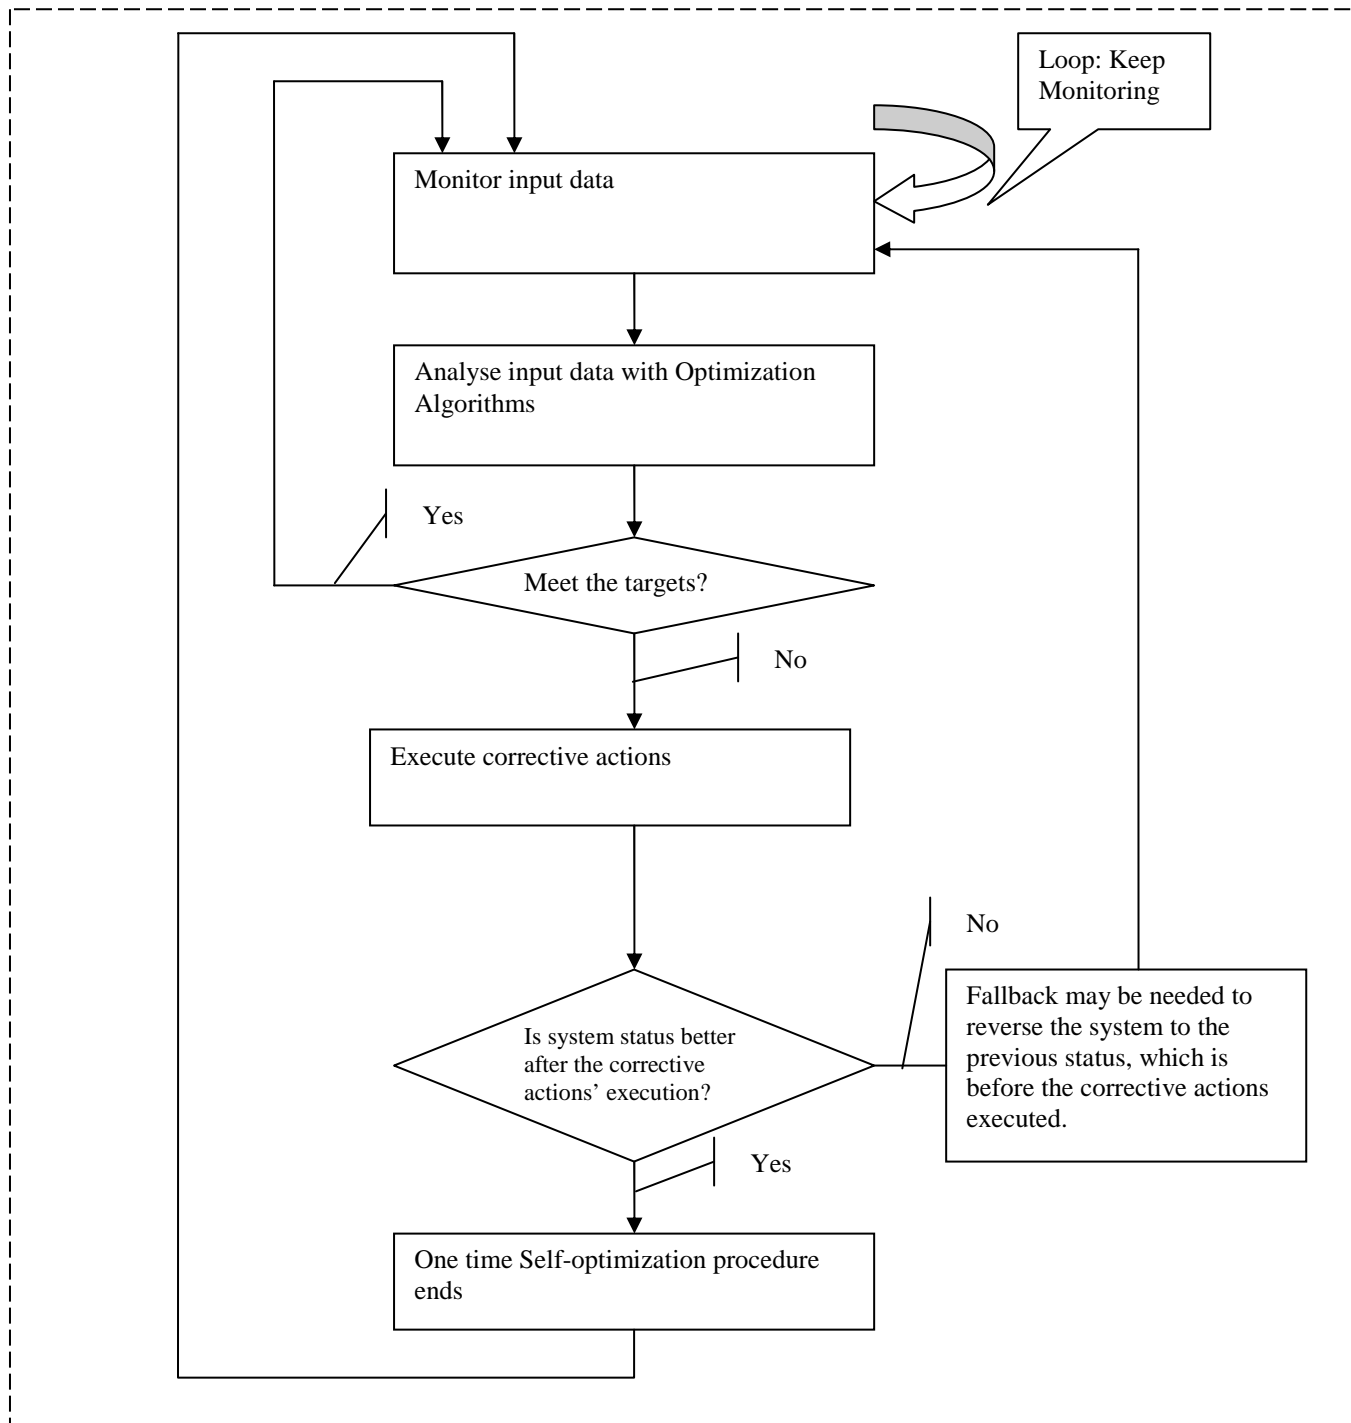 Loop: Keep
Monitoring
Monitor input data
Analyse input data with Optimization
Algorithms
Yes
Meet the targets?
No
Execute corrective actions
No
Is system status better
after the corrective
actions’ execution?
Fallback may be needed to
reverse the system to the
previous status, which is
before the corrective actions
executed.
Yes
One time Self-optimization procedure
ends